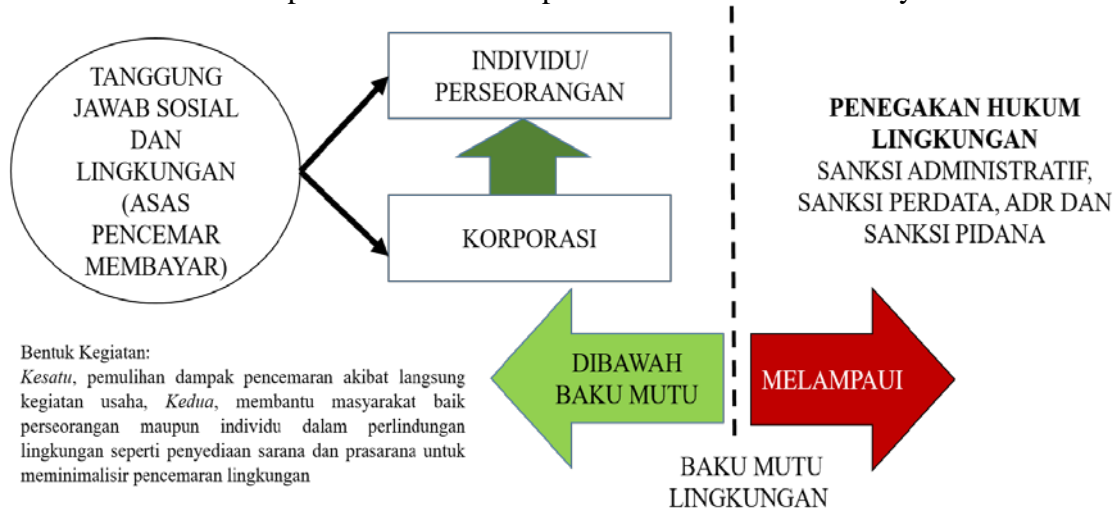 TANGGUNG
JAWAB SOSIAL
DAN
LINGKUNGAN
(ASAS
PENCEMAR
MEMBAYAR)
INDIVIDU/
PERSEORANGAN
KORPORASI
PENEGAKAN HUKUM
LINGKUNGAN
SANKSI ADMINISTRATIF,
SANKSI PERDATA, ADR DAN
SANKSI PIDANA
Bentuk Kegiatan:
Kesatu, pemulihan dampak pencemaran akibat langsung
kegiatan usaha, Kedua, membantu masyarakat baik
perseorangan maupun individu dalam perlindungan
lingkungan seperti penyediaan sarana dan prasarana untuk
meminimalisir pencemaran lingkungan
DIBAWAH
BAKU MUTU
MELAMPAUI
BAKU MUTU
LINGKUNGAN